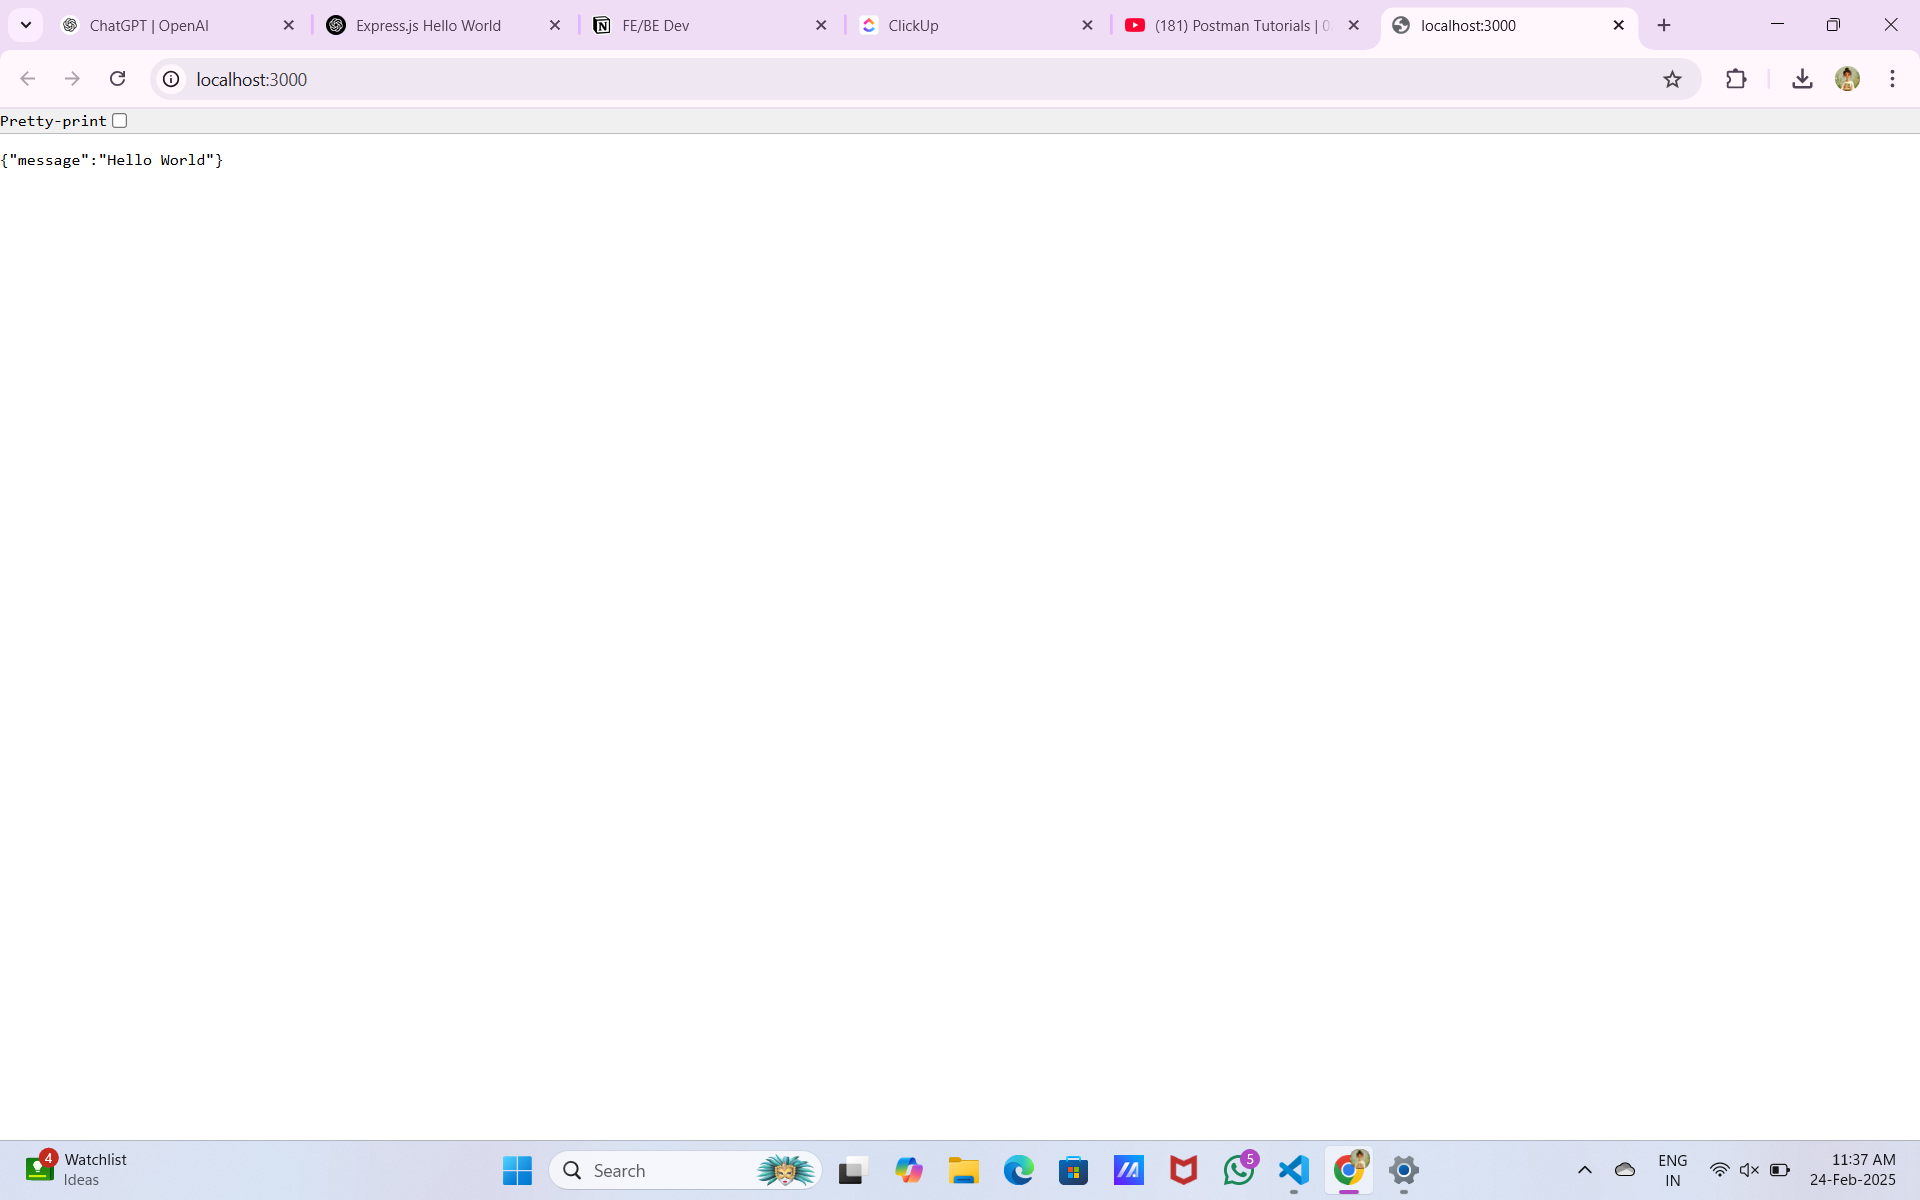 ChatGPT | OpenAI
Express.js Hello World
FE/BE Dev
ClickUp
(181) Postman Tutorials | 0
localhost:3000
localhost:3000
Pretty-print
{"message":"Hello World"}
4
Watchlist
Ideas
Search
5
ENG
IN
11:37 AM
24-Feb-2025